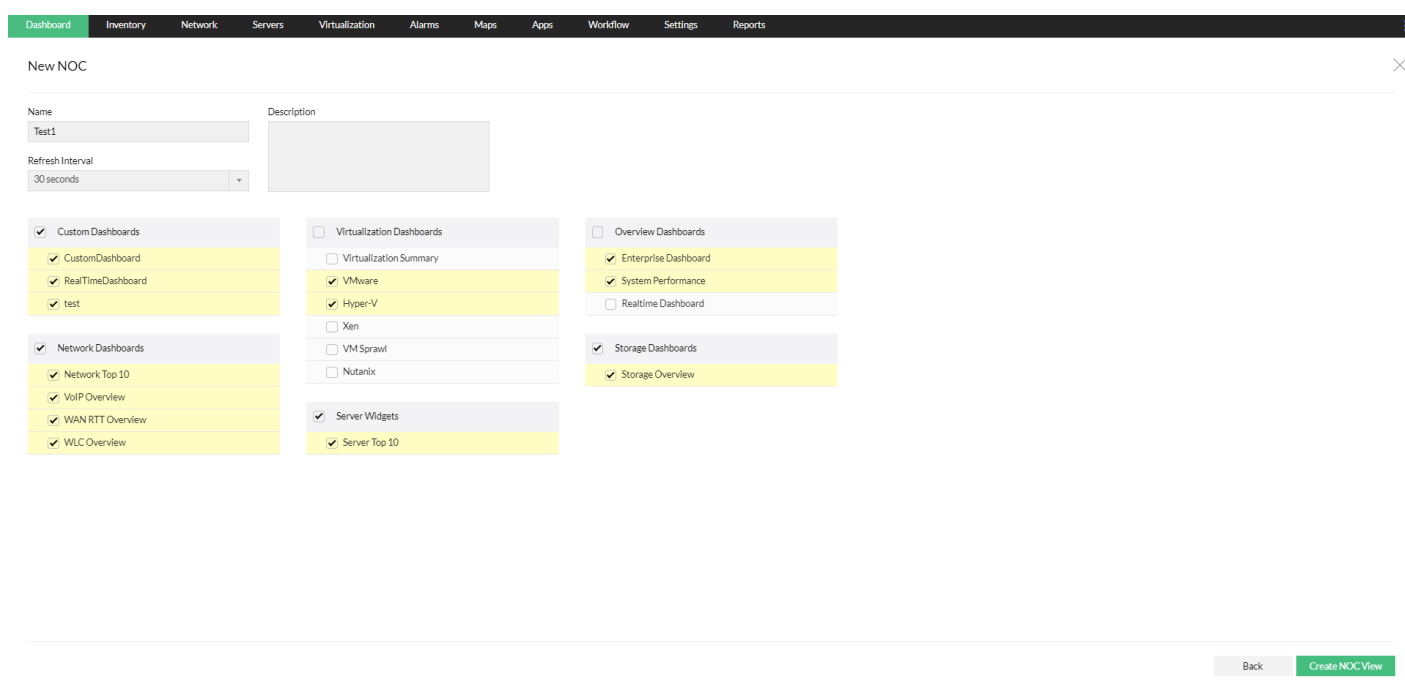 Dashboard Inventory Network Servers Virtualization Alarms Maps Apps Workflow Settings Reports
New NOC
Name
Test1
Refresh Interval
30 seconds
Description
Custom Dashboards
CustomDashboard
RealTimeDashboard
test
Network Dashboards
Network Top 10
VoIP Overview
WAN RTT Overview
WLC Overview
Virtualization Dashboards
Virtualization Summary
VMware
Hyper-V
Xen
VM Sprawl
Nutanix
Server Widgets
Server Top 10
Overview Dashboards
Enterprise Dashboard
System Performance
Realtime Dashboard
Storage Dashboards
Storage Overview
Back Create NOC View